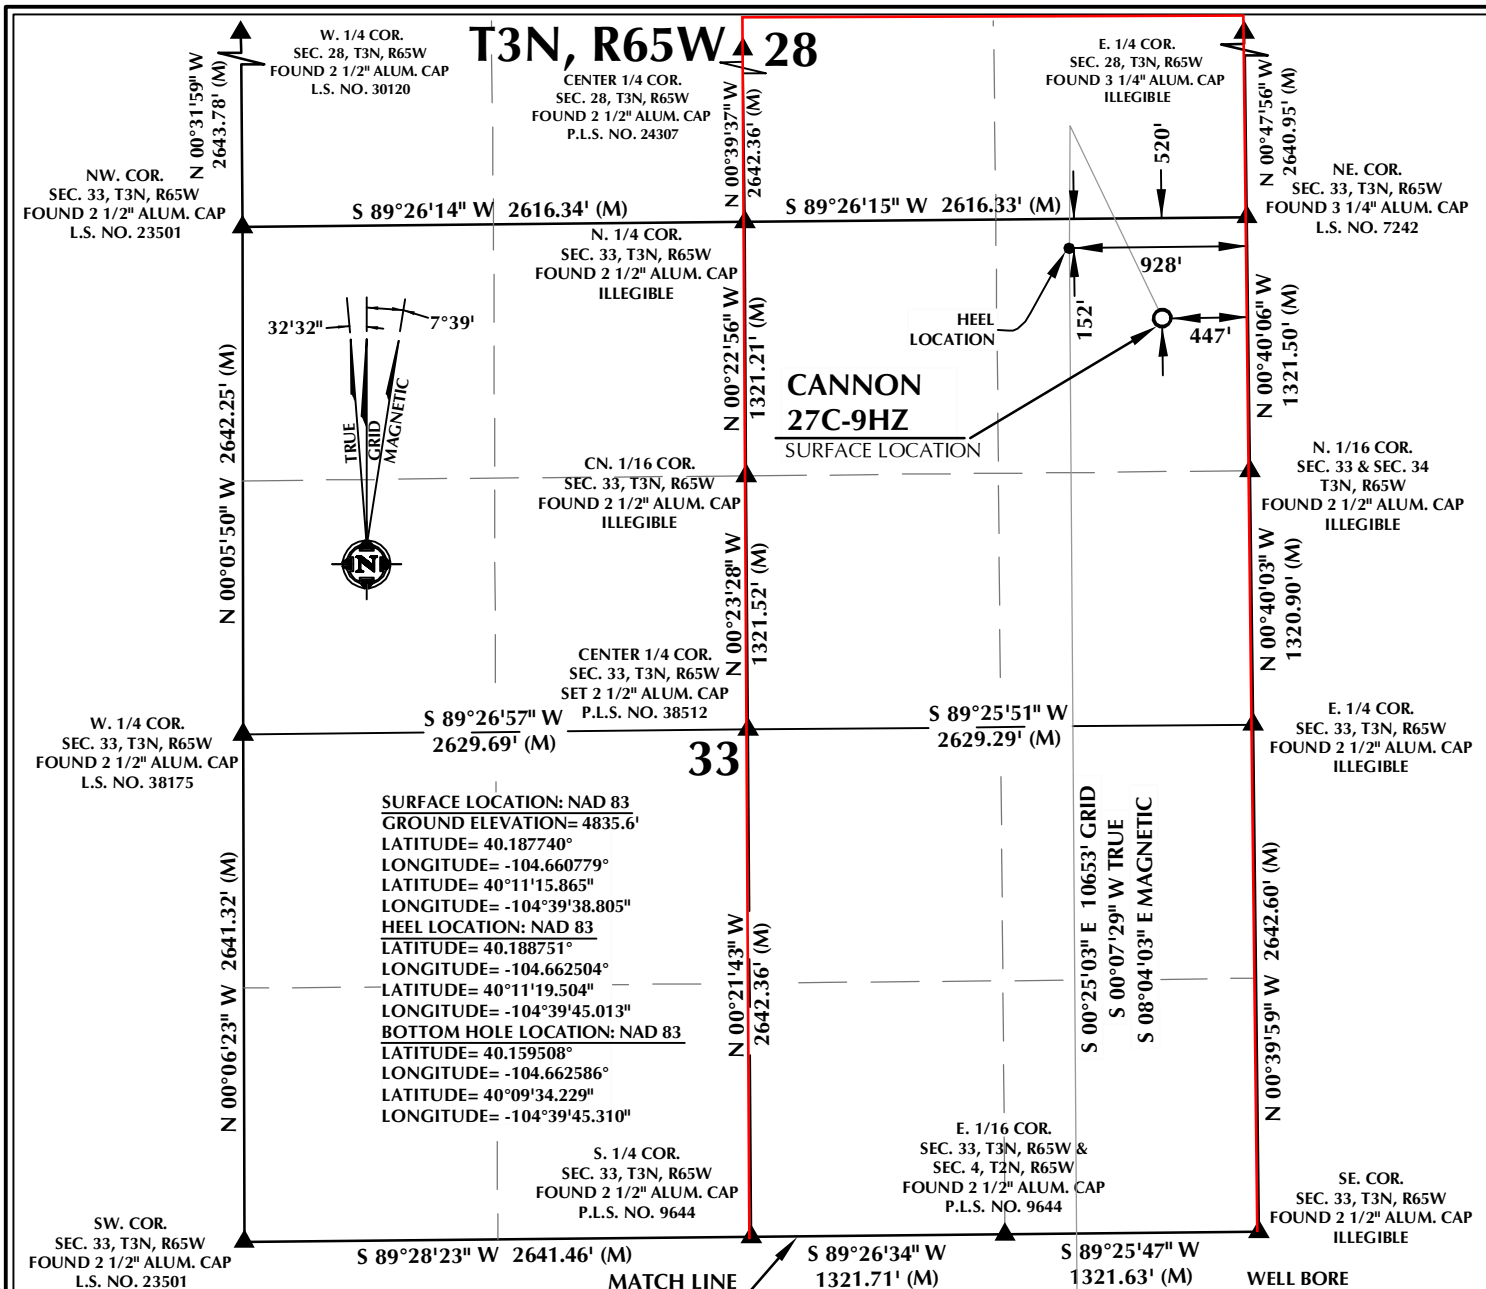 T3N, R65W
28
W. 1/4 COR.
SEC. 28, T3N, R65W
FOUND 2 1/2" ALUM. CAP
L.S. NO. 30120
CENTER 1/4 COR.
SEC. 28, T3N, R65W
FOUND 2 1/2" ALUM. CAP
P.L.S. NO. 24307
E. 1/4 COR.
SEC. 28, T3N, R65W
FOUND 3 1/4" ALUM. CAP
ILLEGIBLE
N 00°31'59" W
2643.78' (M)
N 00°39'37" W
2642.36' (M)
520'
N 00°47'56" W
2640.95' (M)
NW. COR.
SEC. 33, T3N, R65W
FOUND 2 1/2" ALUM. CAP
L.S. NO. 23501
S 89°26'14" W 2616.34' (M)
S 89°26'15" W 2616.33' (M)
NE. COR.
SEC. 33, T3N, R65W
FOUND 3 1/4" ALUM. CAP
L.S. NO. 7242
N. 1/4 COR.
SEC. 33, T3N, R65W
FOUND 2 1/2" ALUM. CAP
ILLEGIBLE
928'
HEEL
LOCATION
152'
447'
32'32"
7°39'
TRUE
GRID
MAGNETIC
N
N 00°05'50" W 2642.25' (M)
N 00°22'56" W
1321.21' (M)
N 00°40'06" W
1321.50' (M)
CANNON
27C-9HZ
SURFACE LOCATION
CN. 1/16 COR.
SEC. 33, T3N, R65W
FOUND 2 1/2" ALUM. CAP
ILLEGIBLE
N. 1/16 COR.
SEC. 33 & SEC. 34
T3N, R65W
FOUND 2 1/2" ALUM. CAP
ILLEGIBLE
N 00°23'28" W
1321.52' (M)
N 00°40'03" W
1320.90' (M)
CENTER 1/4 COR.
SEC. 33, T3N, R65W
SET 2 1/2" ALUM. CAP
P.L.S. NO. 38512
W. 1/4 COR.
SEC. 33, T3N, R65W
FOUND 2 1/2" ALUM. CAP
L.S. NO. 38175
S 89°26'57" W
2629.69' (M)
S 89°25'51" W
2629.29' (M)
E. 1/4 COR.
SEC. 33, T3N, R65W
FOUND 2 1/2" ALUM. CAP
ILLEGIBLE
33
SURFACE LOCATION: NAD 83
GROUND ELEVATION= 4835.6'
LATITUDE= 40.187740°
LONGITUDE= -104.660779°
LATITUDE= 40°11'15.865"
LONGITUDE= -104°39'38.805"
HEEL LOCATION: NAD 83
LATITUDE= 40.188751°
LONGITUDE= -104.662504°
LATITUDE= 40°11'19.504"
LONGITUDE= -104°39'45.013"
BOTTOM HOLE LOCATION: NAD 83
LATITUDE= 40.159508°
LONGITUDE= -104.662586°
LATITUDE= 40°09'34.229"
LONGITUDE= -104°39'45.310"
N 00°06'23" W 2641.32' (M)
N 00°21'43" W
2642.36' (M)
S 00°25'03" E 10653' GRID
S 00°07'29" W TRUE
S 08°04'03" E MAGNETIC
N 00°39'59" W 2642.60' (M)
S. 1/4 COR.
SEC. 33, T3N, R65W
FOUND 2 1/2" ALUM. CAP
P.L.S. NO. 9644
E. 1/16 COR.
SEC. 33, T3N, R65W &
SEC. 4, T2N, R65W
FOUND 2 1/2" ALUM. CAP
P.L.S. NO. 9644
SE. COR.
SEC. 33, T3N, R65W
FOUND 2 1/2" ALUM. CAP
ILLEGIBLE
SW. COR.
SEC. 33, T3N, R65W
FOUND 2 1/2" ALUM. CAP
L.S. NO. 23501
S 89°28'23" W 2641.46' (M)
MATCH LINE
S 89°26'34" W
1321.71' (M)
S 89°25'47" W
1321.63' (M)
WELL BORE